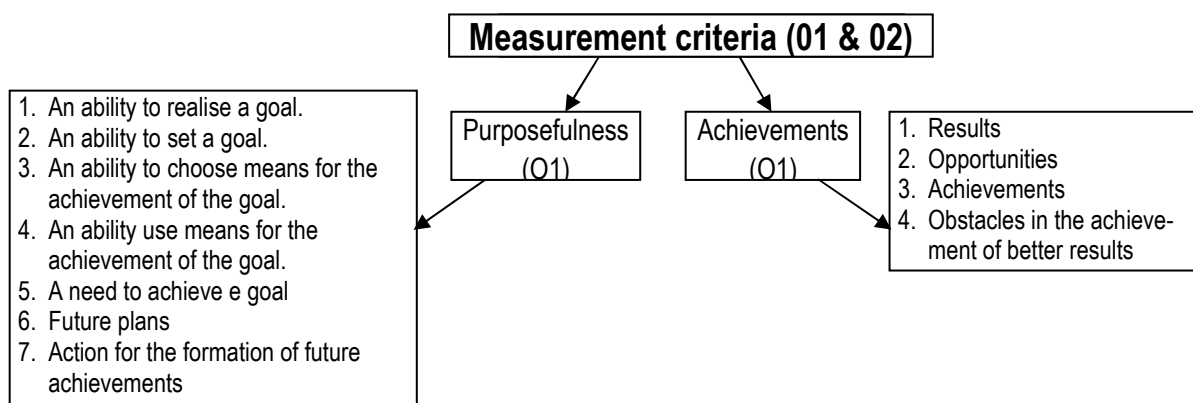 Measurement criteria (01 & 02)
1. An ability to realise a goal.
2. An ability to set a goal.
3. An ability to choose means for the
achievement of the goal.
4. An ability use means for the
achievement of the goal.
5. A need to achieve e goal
6. Future plans
7. Action for the formation of future
achievements
Purposefulness
(O1)
Achievements
(O1)
1. Results
2. Opportunities
3. Achievements
4. Obstacles in the achieve-
ment of better results